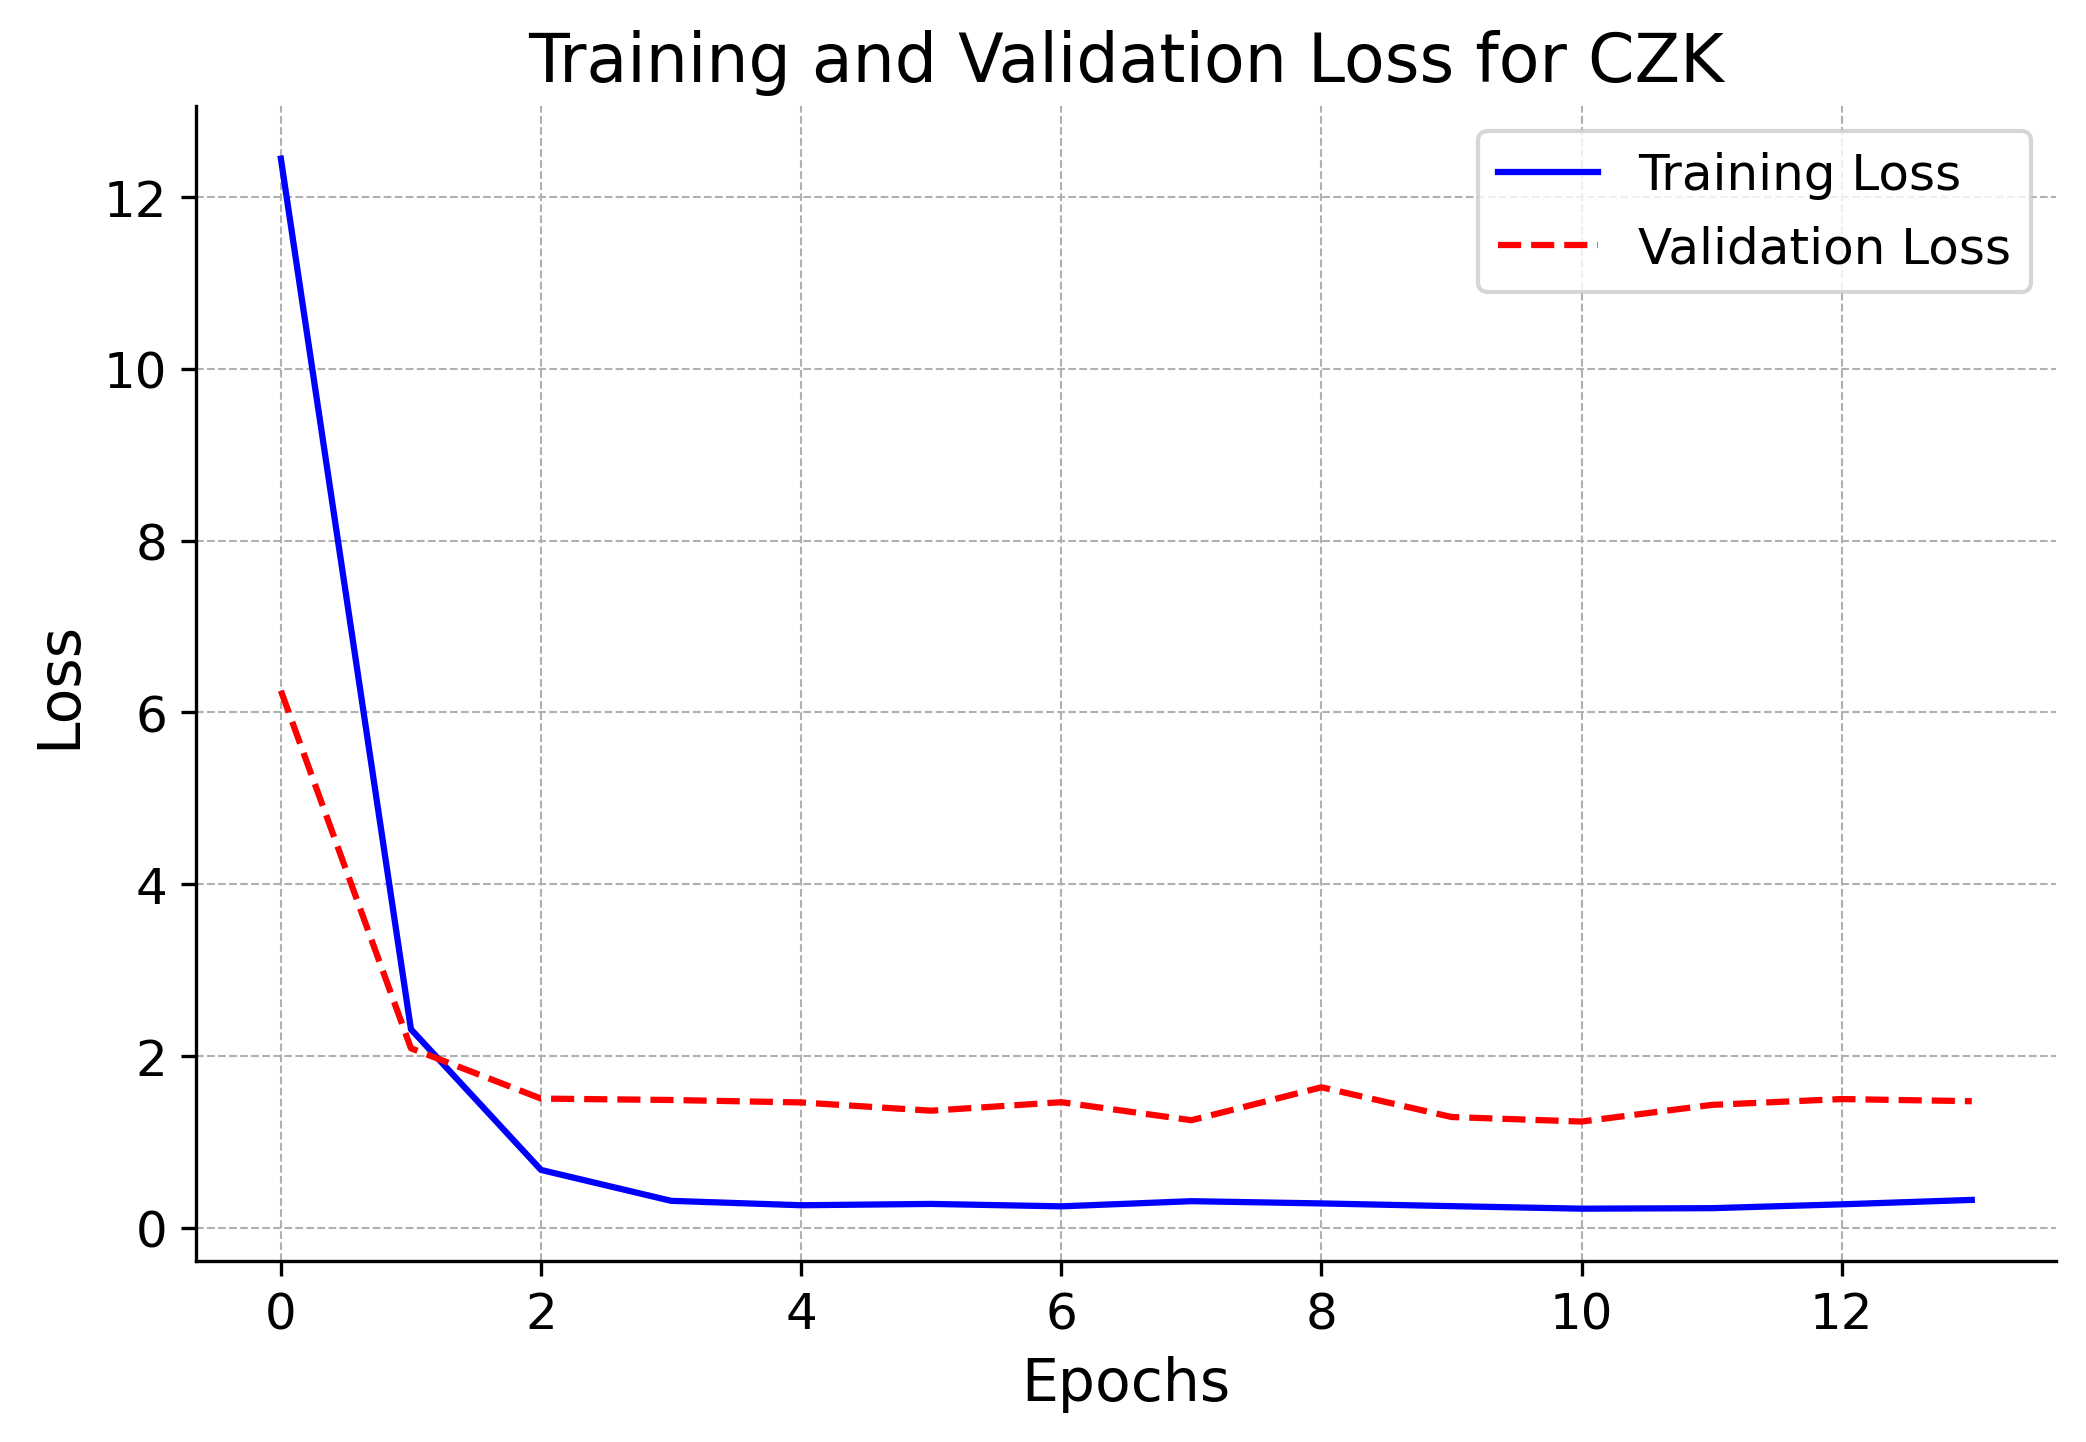 Training and Validation Loss for CZK
Training Loss
Validation Loss
12
10
8
6
4
2
0
Loss
0 2 4 6 8 10 12
Epochs